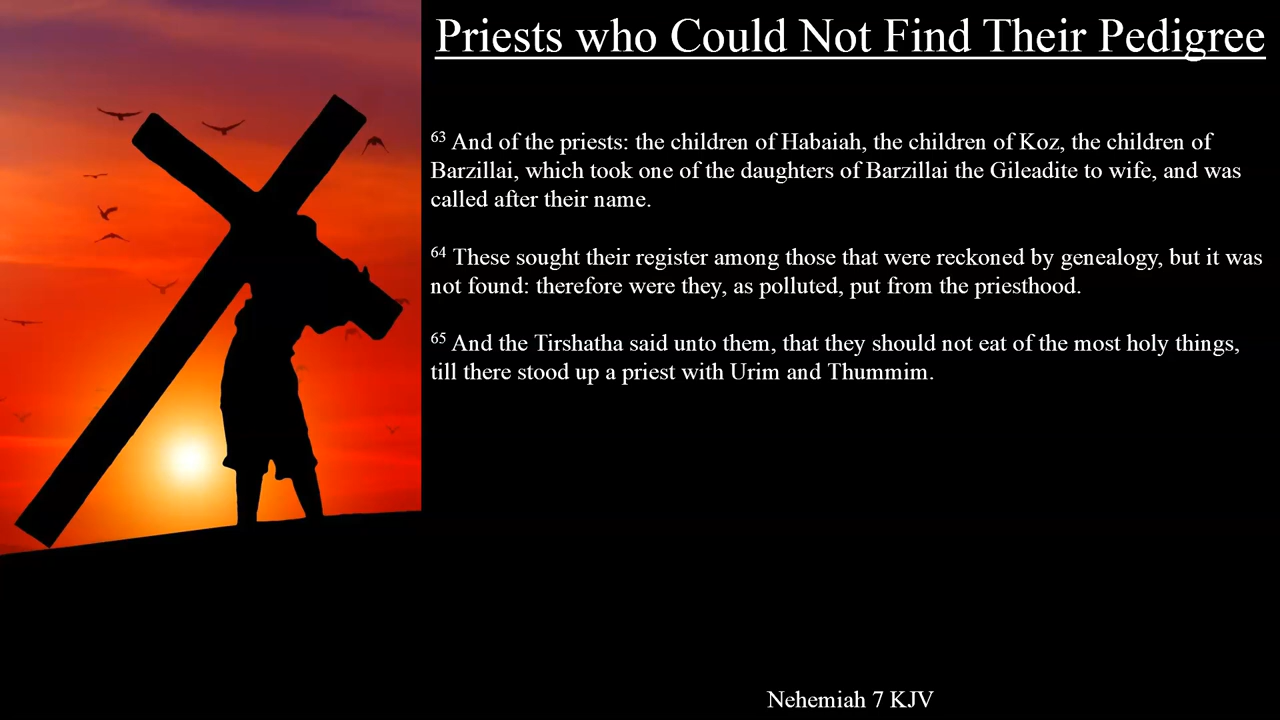 Priests who Could Not Find Their Pedigree
63 And of the priests: the children of Habaiah, the children of Koz, the children of
Barzillai, which took one of the daughters of Barzillai the Gileadite to wife, and was
called after their name.
64 These sought their register among those that were reckoned by genealogy, but it was
not found: therefore were they, as polluted, put from the priesthood.
65 And the Tirshatha said unto them, that they should not eat of the most holy things,
till there stood up a priest with Urim and Thummim.
Nehemiah 7 KJV